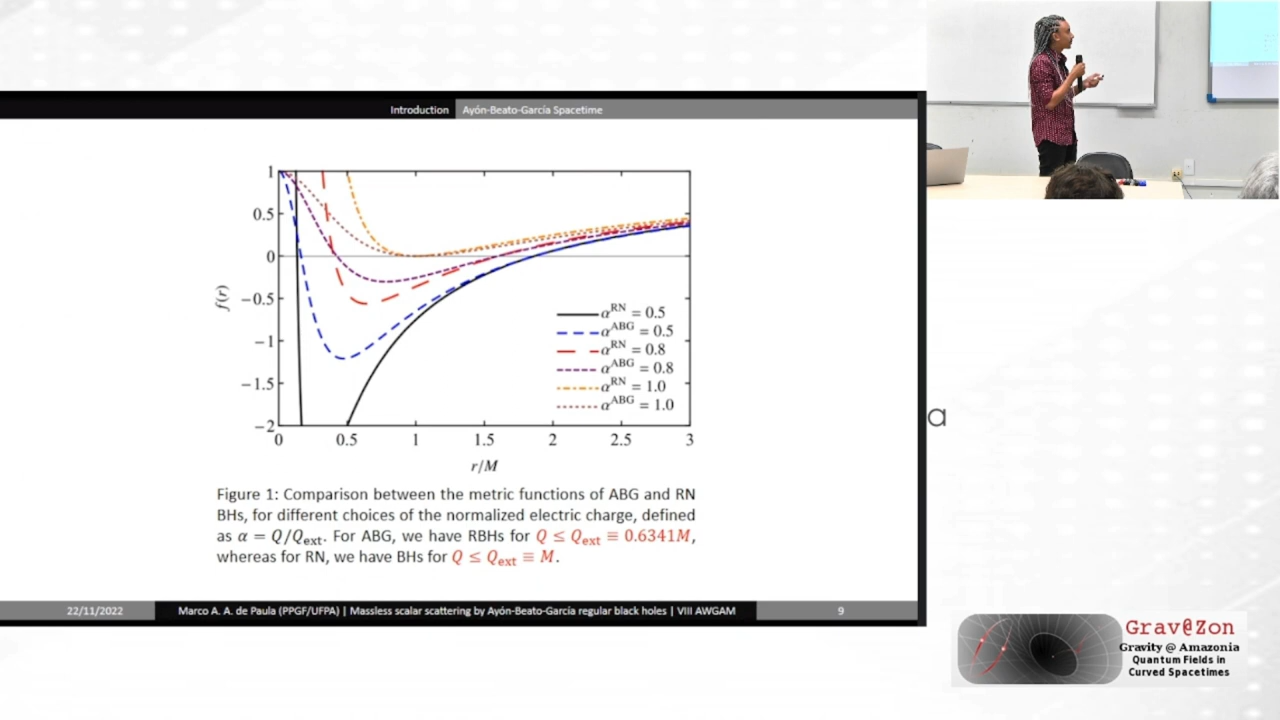 Introduction
Ayón-Beato-García Spacetime
1
0.5
0
−0.5
−1
−1.5
−2
f(r)
0 0.5 1 1.5 2 2.5 3
r/M
α^RN = 0.5
α^ABG = 0.5
α^RN = 0.8
α^ABG = 0.8
α^RN = 1.0
α^ABG = 1.0
Figure 1: Comparison between the metric functions of ABG and RN
BHs, for different choices of the normalized electric charge, defined
as α = Q/Q_ext. For ABG, we have RBHs for Q ≤ Q_ext ≡ 0.6341M,
whereas for RN, we have BHs for Q ≤ Q_ext ≡ M.
22/11/2022
Marco A. A. de Paula (PPGF/UFPA) | Massless scalar scattering by Ayón-Beato-García regular black holes | VIII AWGAM
9
a
Grav@Zon
Gravity @ Amazonia
Quantum Fields in
Curved Spacetimes